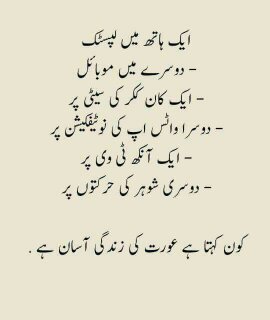 ایک ہاتھ میں لپسٹک
- دوسرے میں موبائل
- ایک کان ککر کی سیٹی پر
- دوسرا واٹس اپ کی نوٹیفکیشن پر
- ایک آنکھ ٹی وی پر
- دوسری شوہر کی حرکتوں پر
کون کہتا ہے عورت کی زندگی آسان ہے .